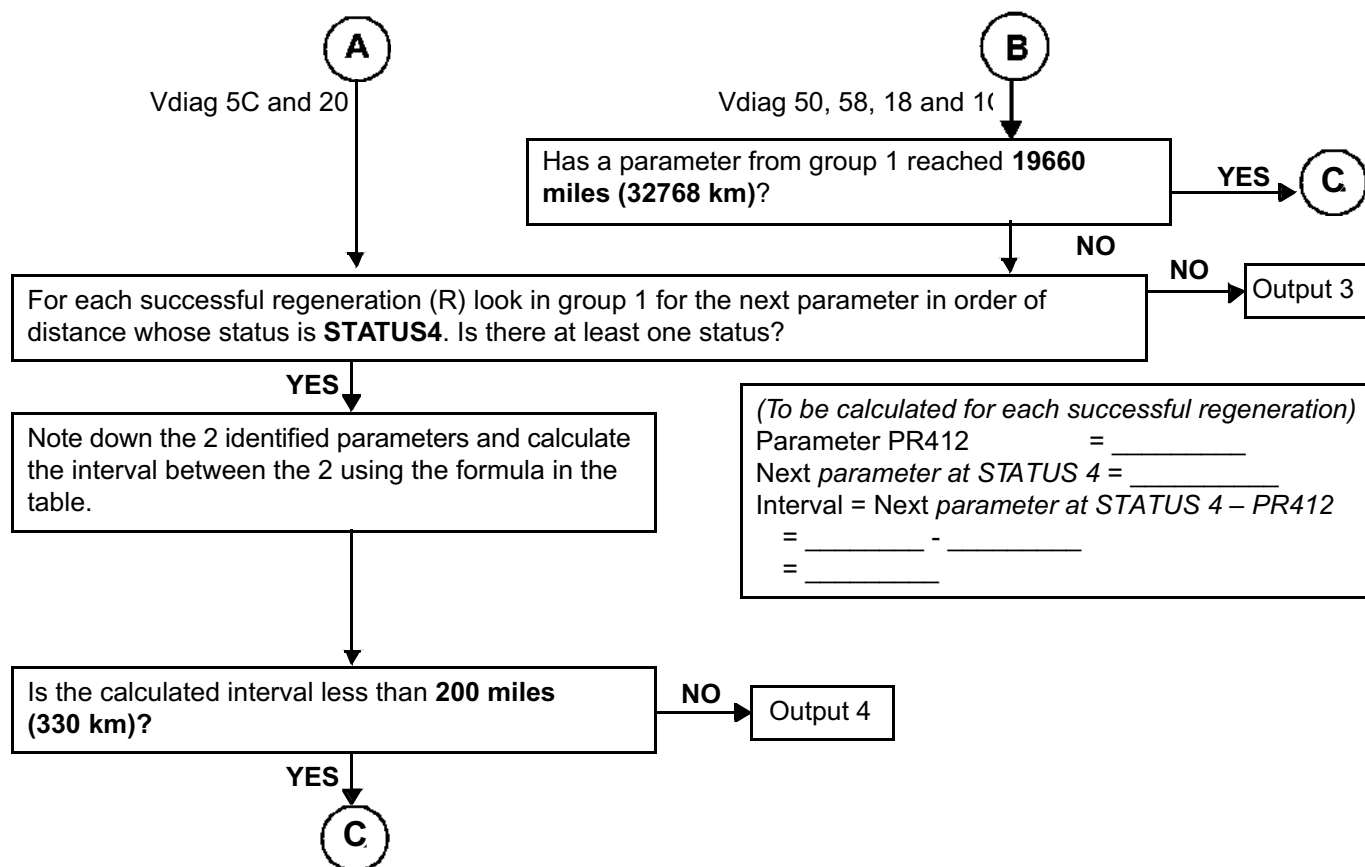 A
B
Vdiag 5C and 20
Vdiag 50, 58, 18 and
Has a parameter from group 1 reached 19660
miles (32768 km)?
YES
C
NO
For each successful regeneration (R) look in group 1 for the next parameter in order of
distance whose status is STATUS4. Is there at least one status?
NO
Output 3
YES
Note down the 2 identified parameters and calculate
the interval between the 2 using the formula in the
table.
(To be calculated for each successful regeneration)
Parameter PR412 = _________
Next parameter at STATUS 4 = __________
Interval = Next parameter at STATUS 4 – PR412
= ________ - _________
= _________
Is the calculated interval less than 200 miles
(330 km)?
NO
Output 4
YES
C